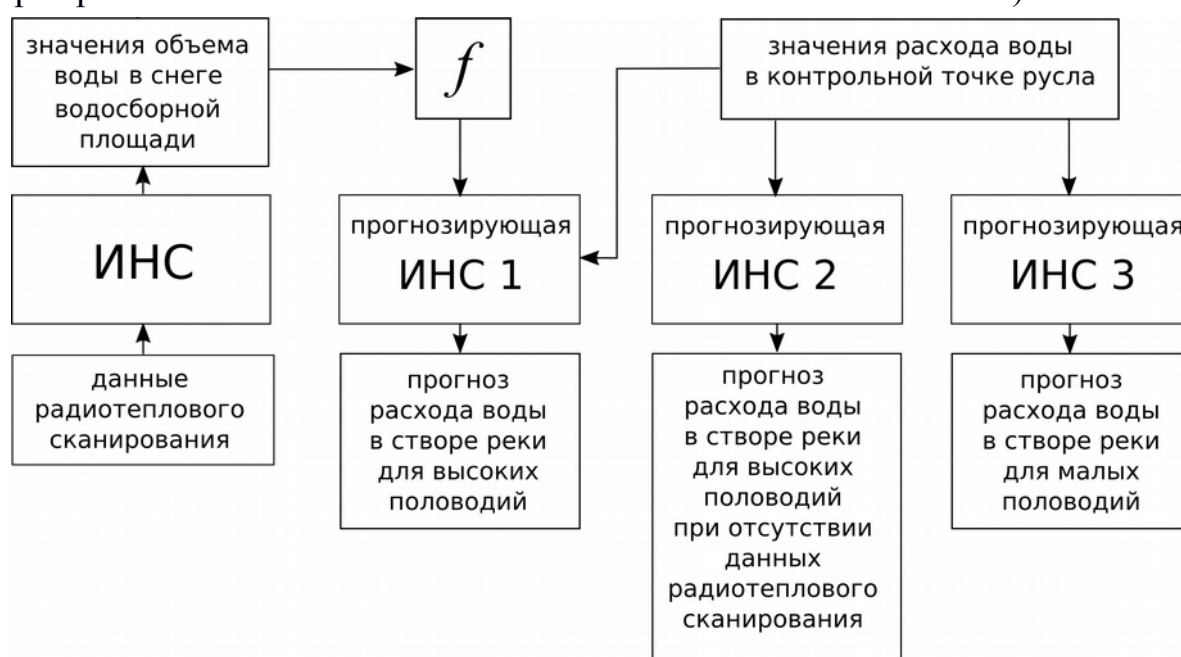 значения объема
воды в снеге
водосборной
площади
f
значения расхода воды
в контрольной точке русла
ИНС
прогнозирующая
ИНС 1
прогнозирующая
ИНС 2
прогнозирующая
ИНС 3
данные
радиотеплового
сканирования
прогноз
расхода воды
в створе реки
для высоких
половодий
прогноз
расхода воды
в створе реки
для высоких
половодий
при отсутствии
данных
радиотеплового
сканирования
прогноз
расхода воды
в створе реки
для малых
половодий